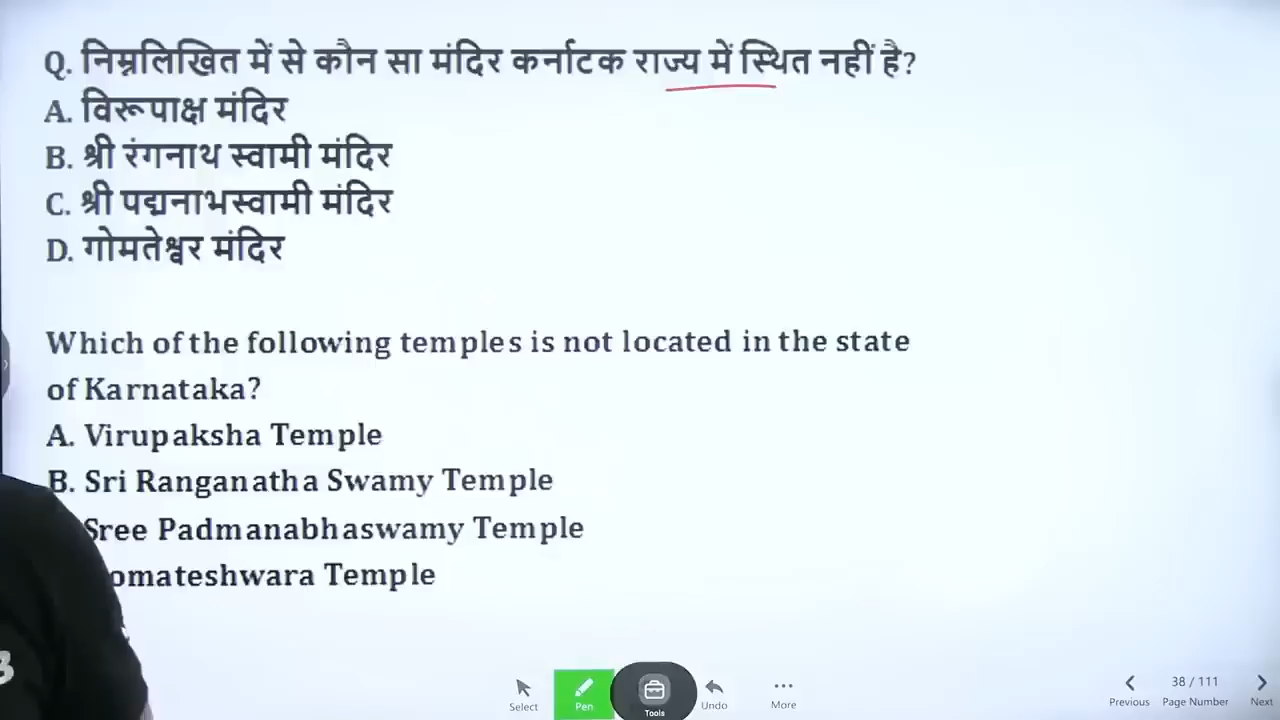 Q. निम्नलिखित में से कौन सा मंदिर कर्नाटक राज्य में स्थित नहीं है?
A. विरूपाक्ष मंदिर
B. श्री रंगनाथ स्वामी मंदिर
C. श्री पद्मनाभस्वामी मंदिर
D. गोमतेश्वर मंदिर
Which of the following temples is not located in the state
of Karnataka?
A. Virupaksha Temple
B. Sri Ranganatha Swamy Temple
Sree Padmanabhaswamy Temple
omateshwara Temple
Select
Pen
Tools
Undo
More
Previous
38 / 111
Page Number
Next